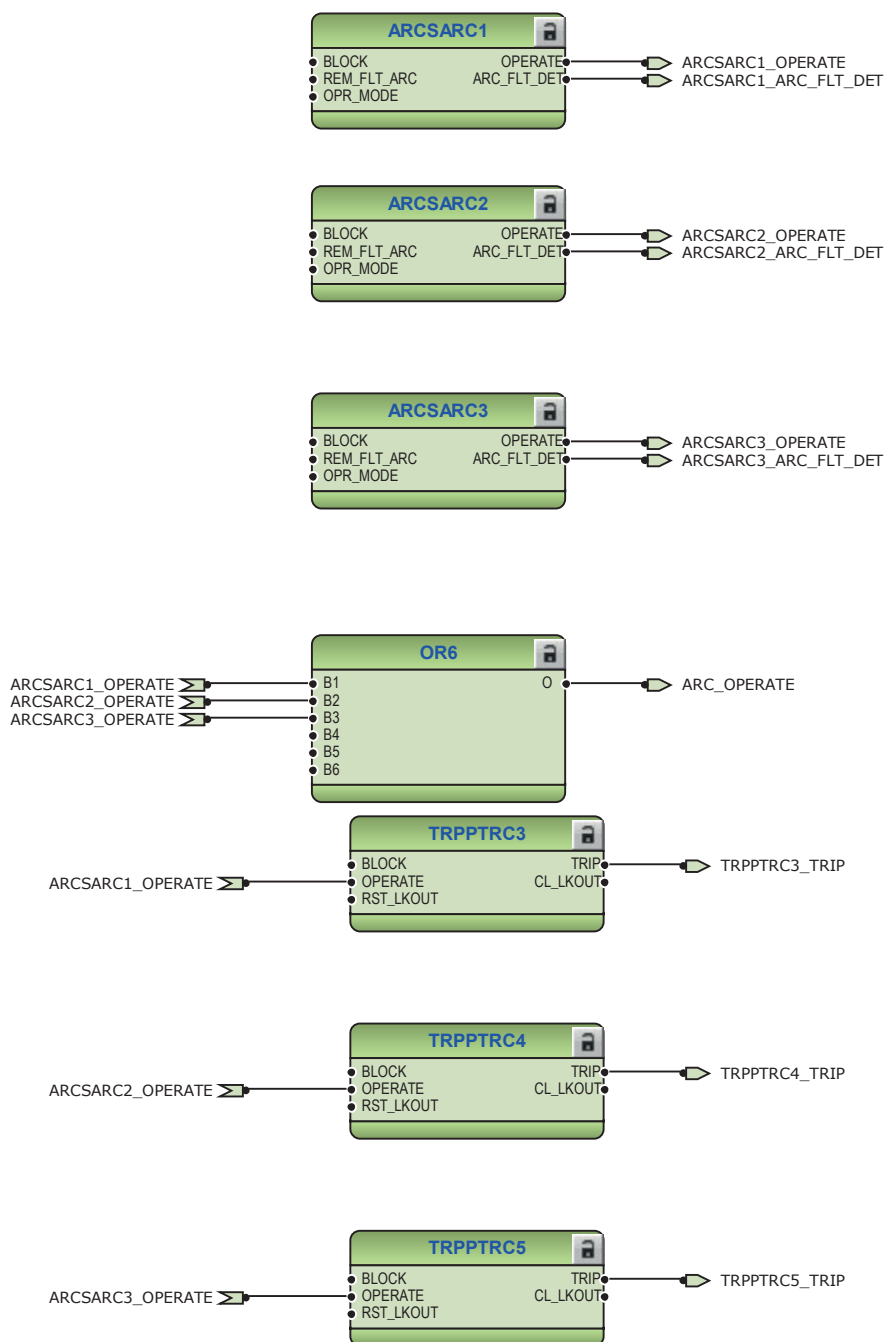 ARCSARC1
BLOCK OPERATE ARCSARC1_OPERATE
REM_FLT_ARC ARC_FLT_DET ARCSARC1_ARC_FLT_DET
OPR_MODE
ARCSARC2
BLOCK OPERATE ARCSARC2_OPERATE
REM_FLT_ARC ARC_FLT_DET ARCSARC2_ARC_FLT_DET
OPR_MODE
ARCSARC3
BLOCK OPERATE ARCSARC3_OPERATE
REM_FLT_ARC ARC_FLT_DET ARCSARC3_ARC_FLT_DET
OPR_MODE
OR6
ARCSARC1_OPERATE B1 O ARC_OPERATE
ARCSARC2_OPERATE B2
ARCSARC3_OPERATE B3
B4
B5
B6
TRPPTRC3
BLOCK TRIP TRPPTRC3_TRIP
ARCSARC1_OPERATE OPERATE CL_LKOUT
RST_LKOUT
TRPPTRC4
BLOCK TRIP TRPPTRC4_TRIP
ARCSARC2_OPERATE OPERATE CL_LKOUT
RST_LKOUT
TRPPTRC5
BLOCK TRIP TRPPTRC5_TRIP
ARCSARC3_OPERATE OPERATE CL_LKOUT
RST_LKOUT